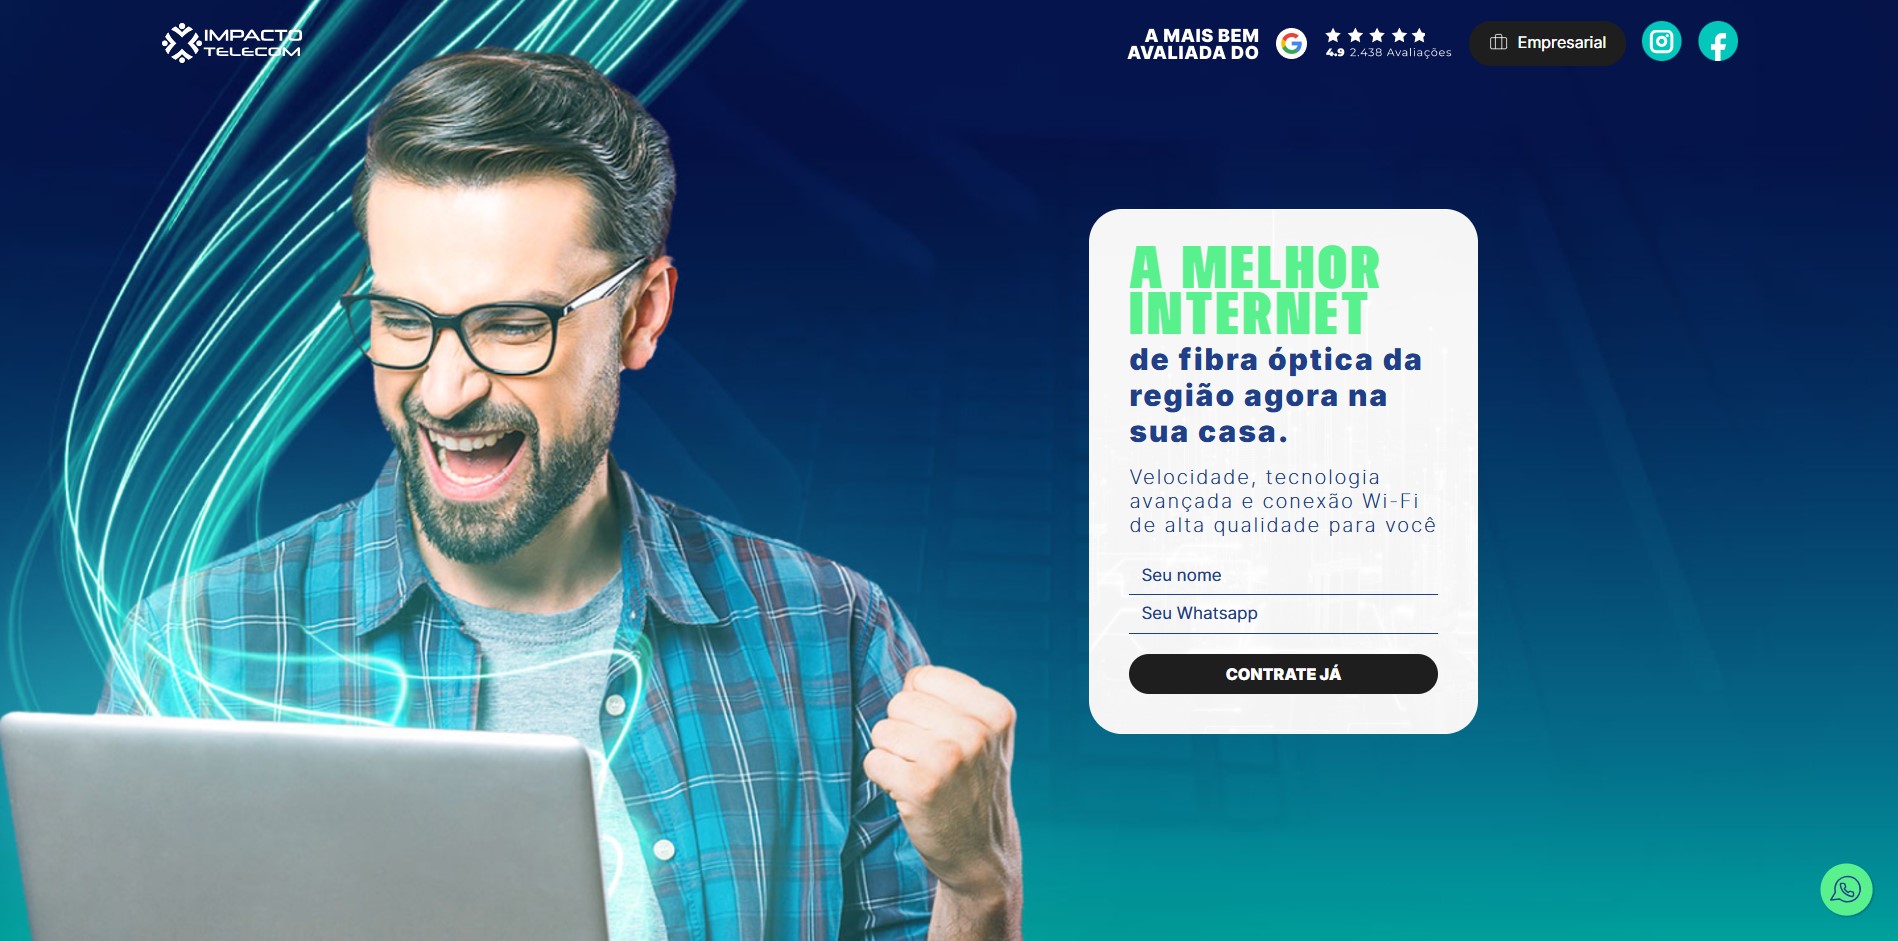 IMPACTO
TELECOM
A MAIS BEM
AVALIADA DO
4.9 2.438 Avaliações
Empresarial
A MELHOR
INTERNET
de fibra óptica da
região agora na
sua casa.
Velocidade, tecnologia
avançada e conexão Wi-Fi
de alta qualidade para você
Seu nome
Seu Whatsapp
CONTRATE JÁ